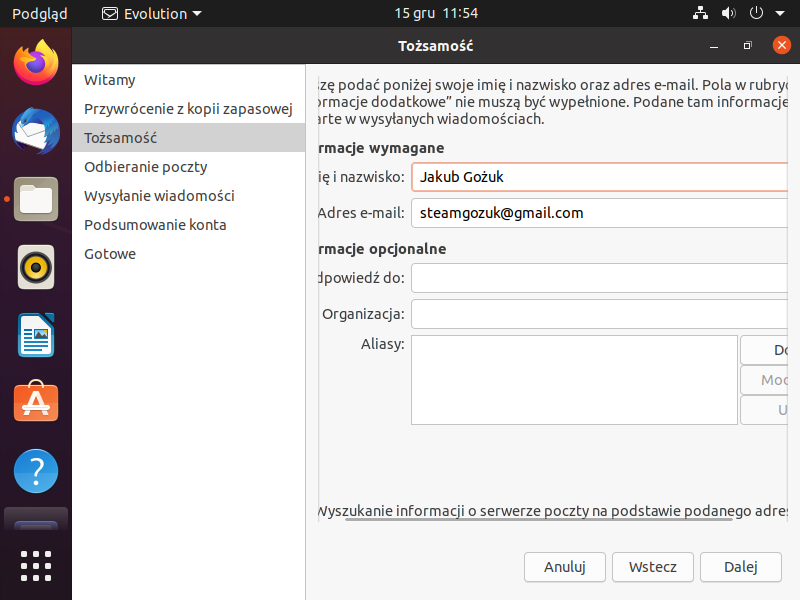 Podgląd Evolution 15 gru 11:54
Tożsamość
Witamy
Przywrócenie z kopii zapasowej
Tożsamość
Odbieranie poczty
Wysyłanie wiadomości
Podsumowanie konta
Gotowe
szę podać poniżej swoje imię i nazwisko oraz adres e-mail. Pola w rubryc
ormacje dodatkowe” nie muszą być wypełnione. Podane tam informacje
arte w wysyłanych wiadomościach.
rmacje wymagane
ię i nazwisko: Jakub Gożuk
Adres e-mail: steamgozuk@gmail.com
rmacje opcjonalne
dpowiedź do:
Organizacja:
Aliasy:
Do
Mod
U
Wyszukanie informacji o serwerze poczty na podstawie podanego adres
Anuluj Wstecz Dalej